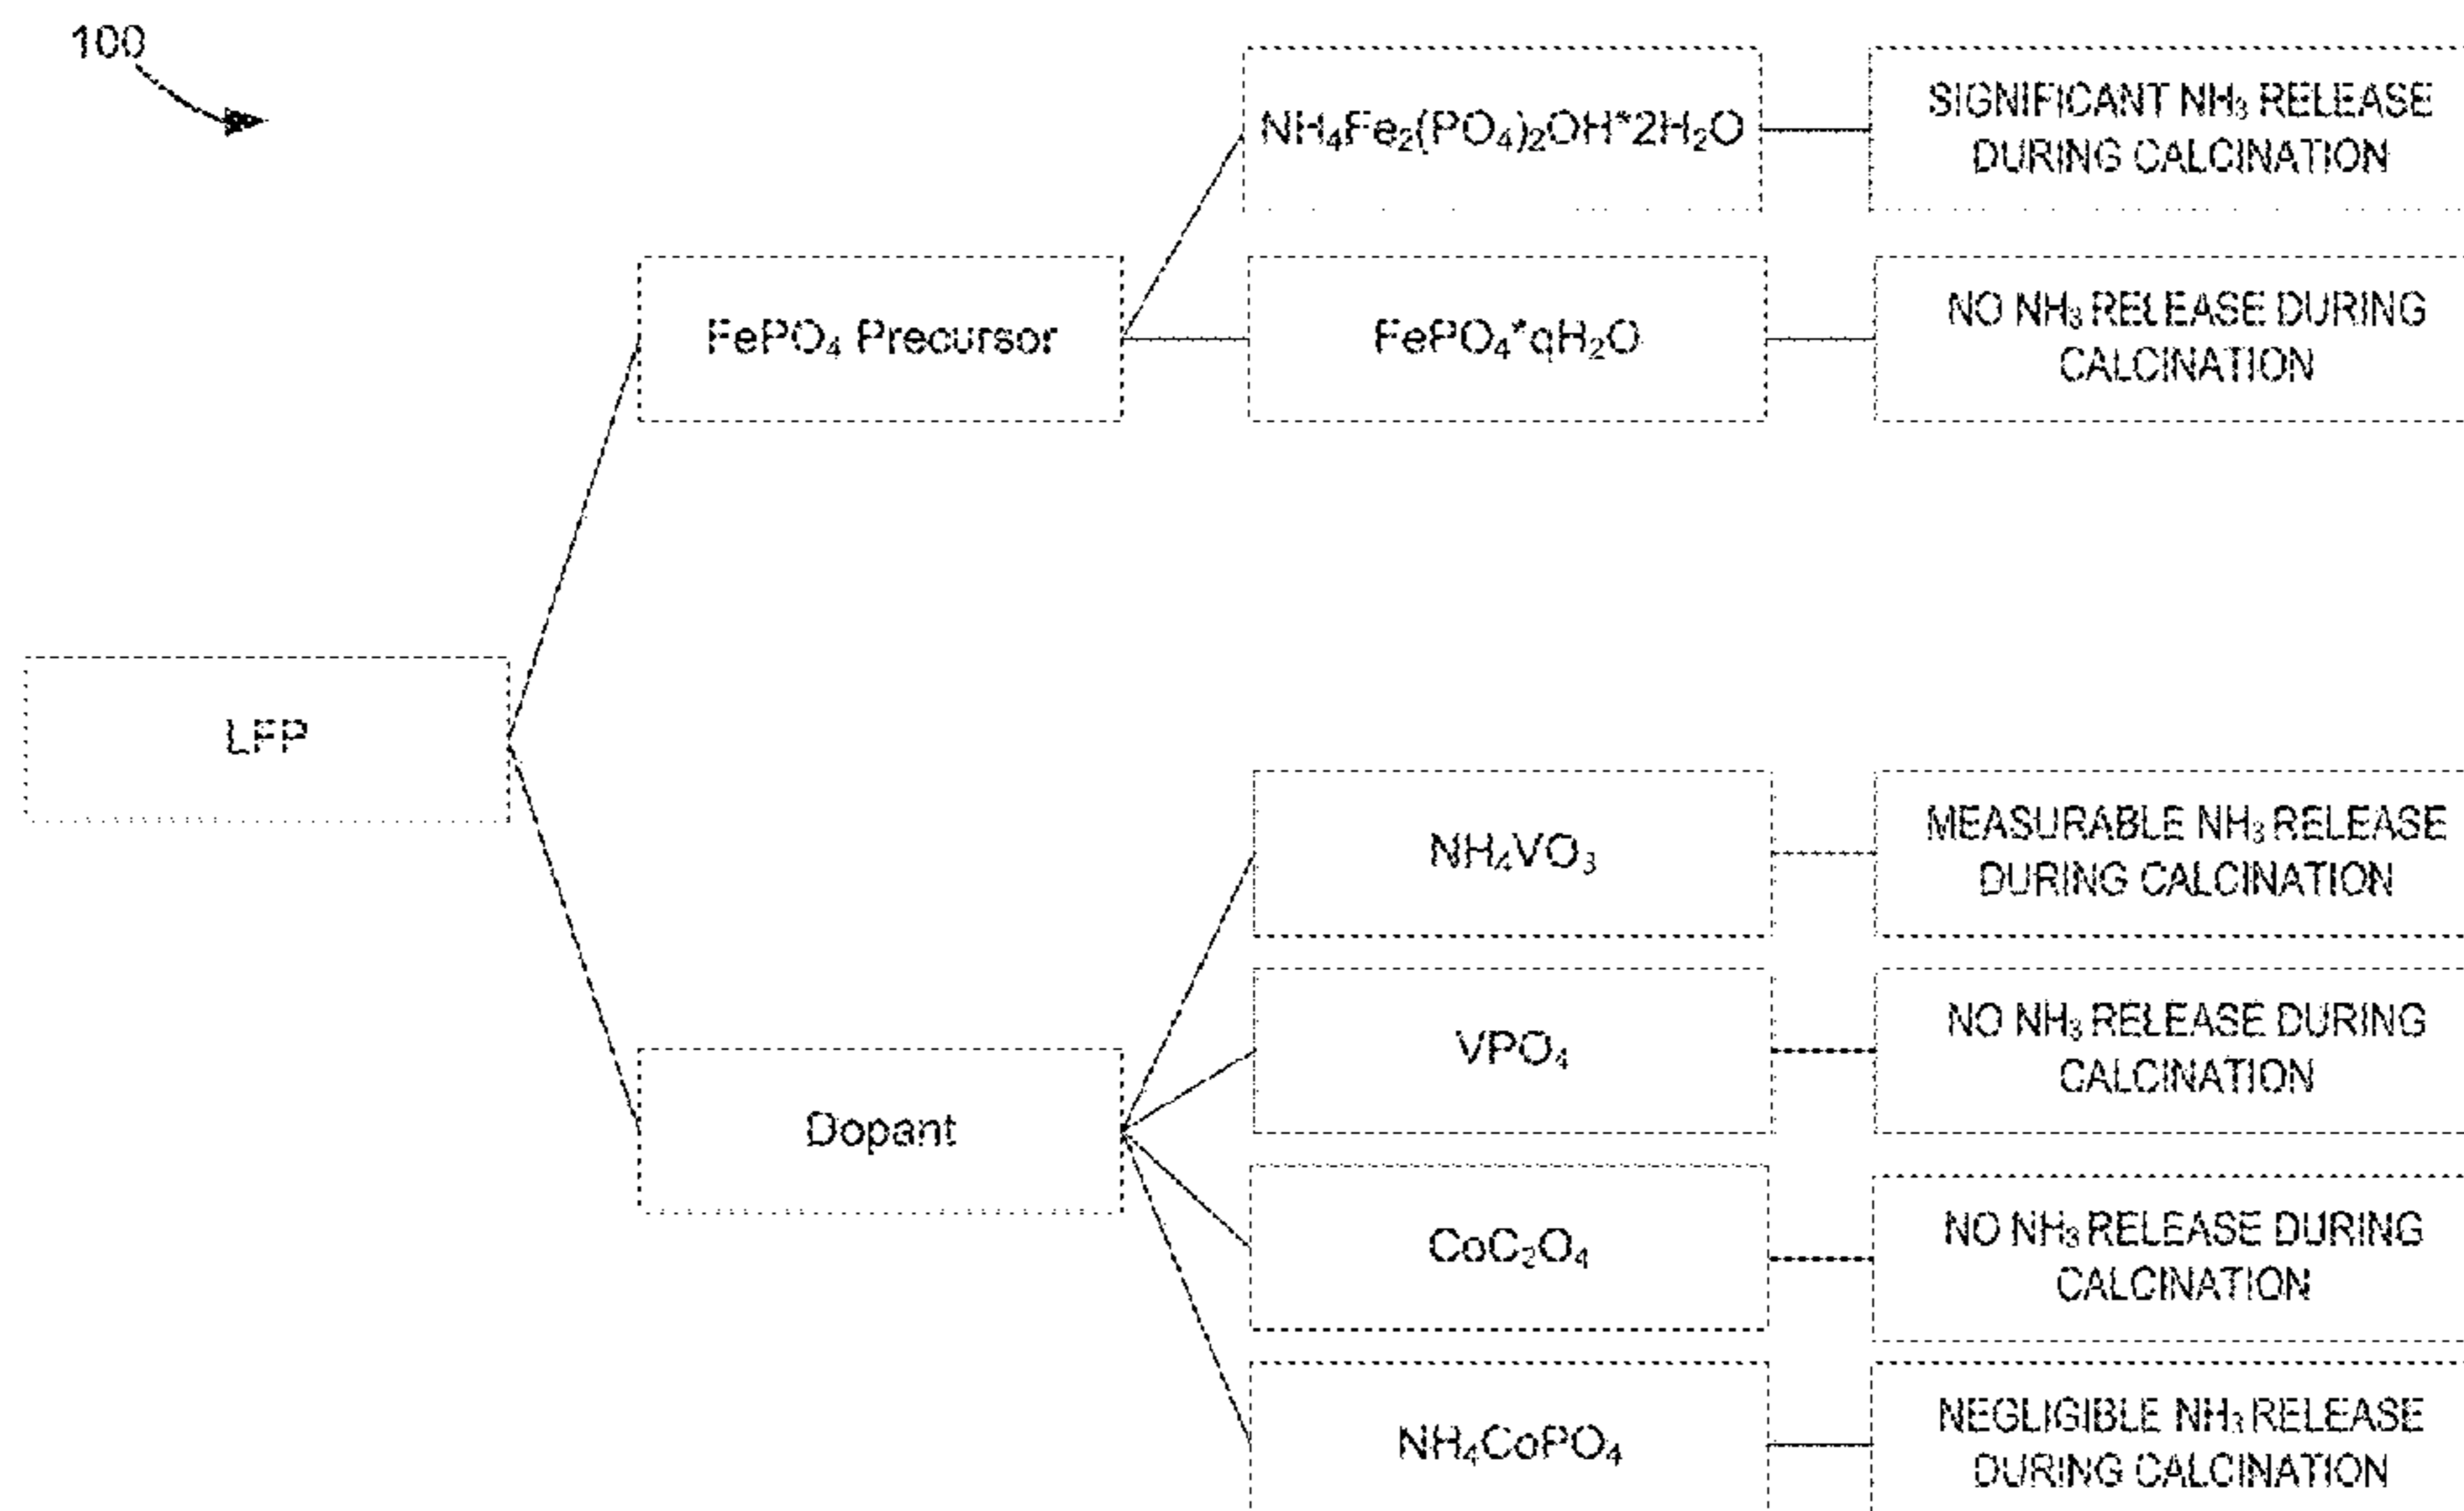 100
NH₄Fe₂(PO₄)₂OH*2H₂O
SIGNIFICANT NH₃ RELEASE
DURING CALCINATION
FePO₄ Precursor
FePO₄*qH₂O
NO NH₃ RELEASE DURING
CALCINATION
LFP
NH₄VO₃
MEASURABLE NH₃ RELEASE
DURING CALCINATION
VPO₄
NO NH₃ RELEASE DURING
CALCINATION
Dopant
CoC₂O₄
NO NH₃ RELEASE DURING
CALCINATION
NH₄CoPO₄
NEGLIGIBLE NH₃ RELEASE
DURING CALCINATION